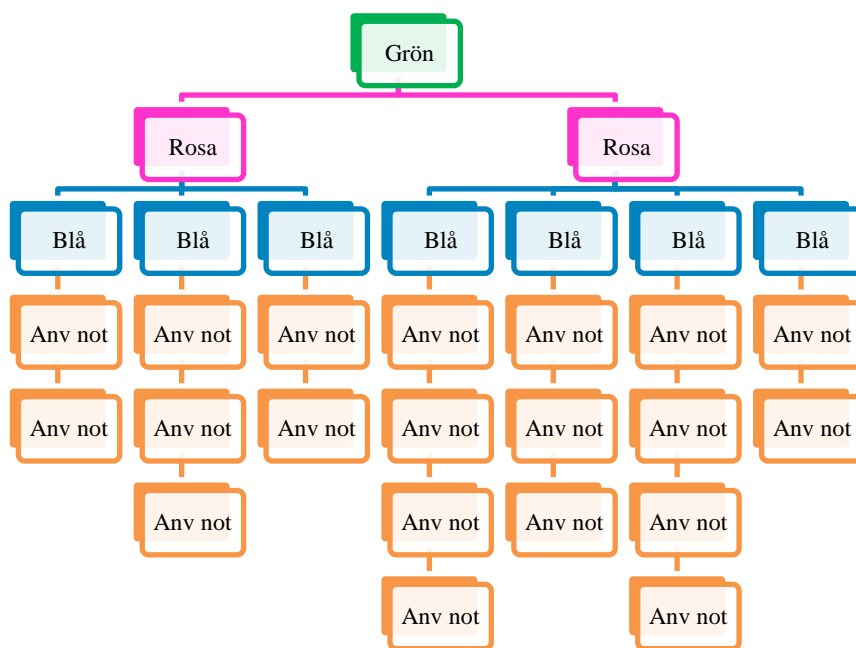 Grön
Rosa Rosa
Blå Blå Blå Blå Blå Blå Blå
Anv not Anv not Anv not Anv not Anv not Anv not Anv not
Anv not Anv not Anv not Anv not Anv not Anv not Anv not
Anv not Anv not Anv not Anv not
Anv not Anv not